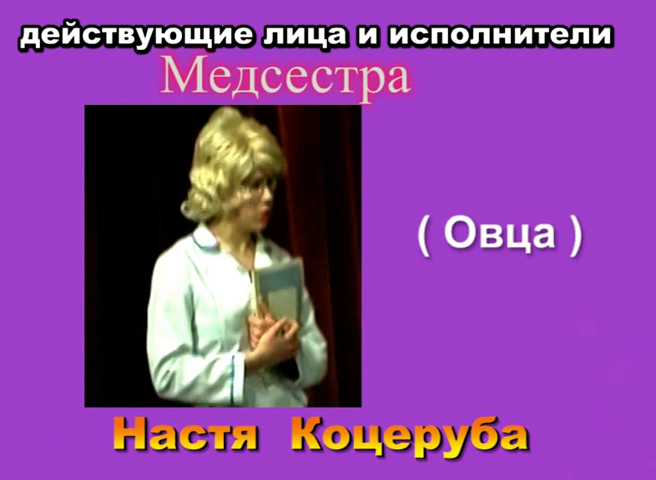 действующие лица и исполнители
Медсестра
( Овца )
Настя Коцеруба